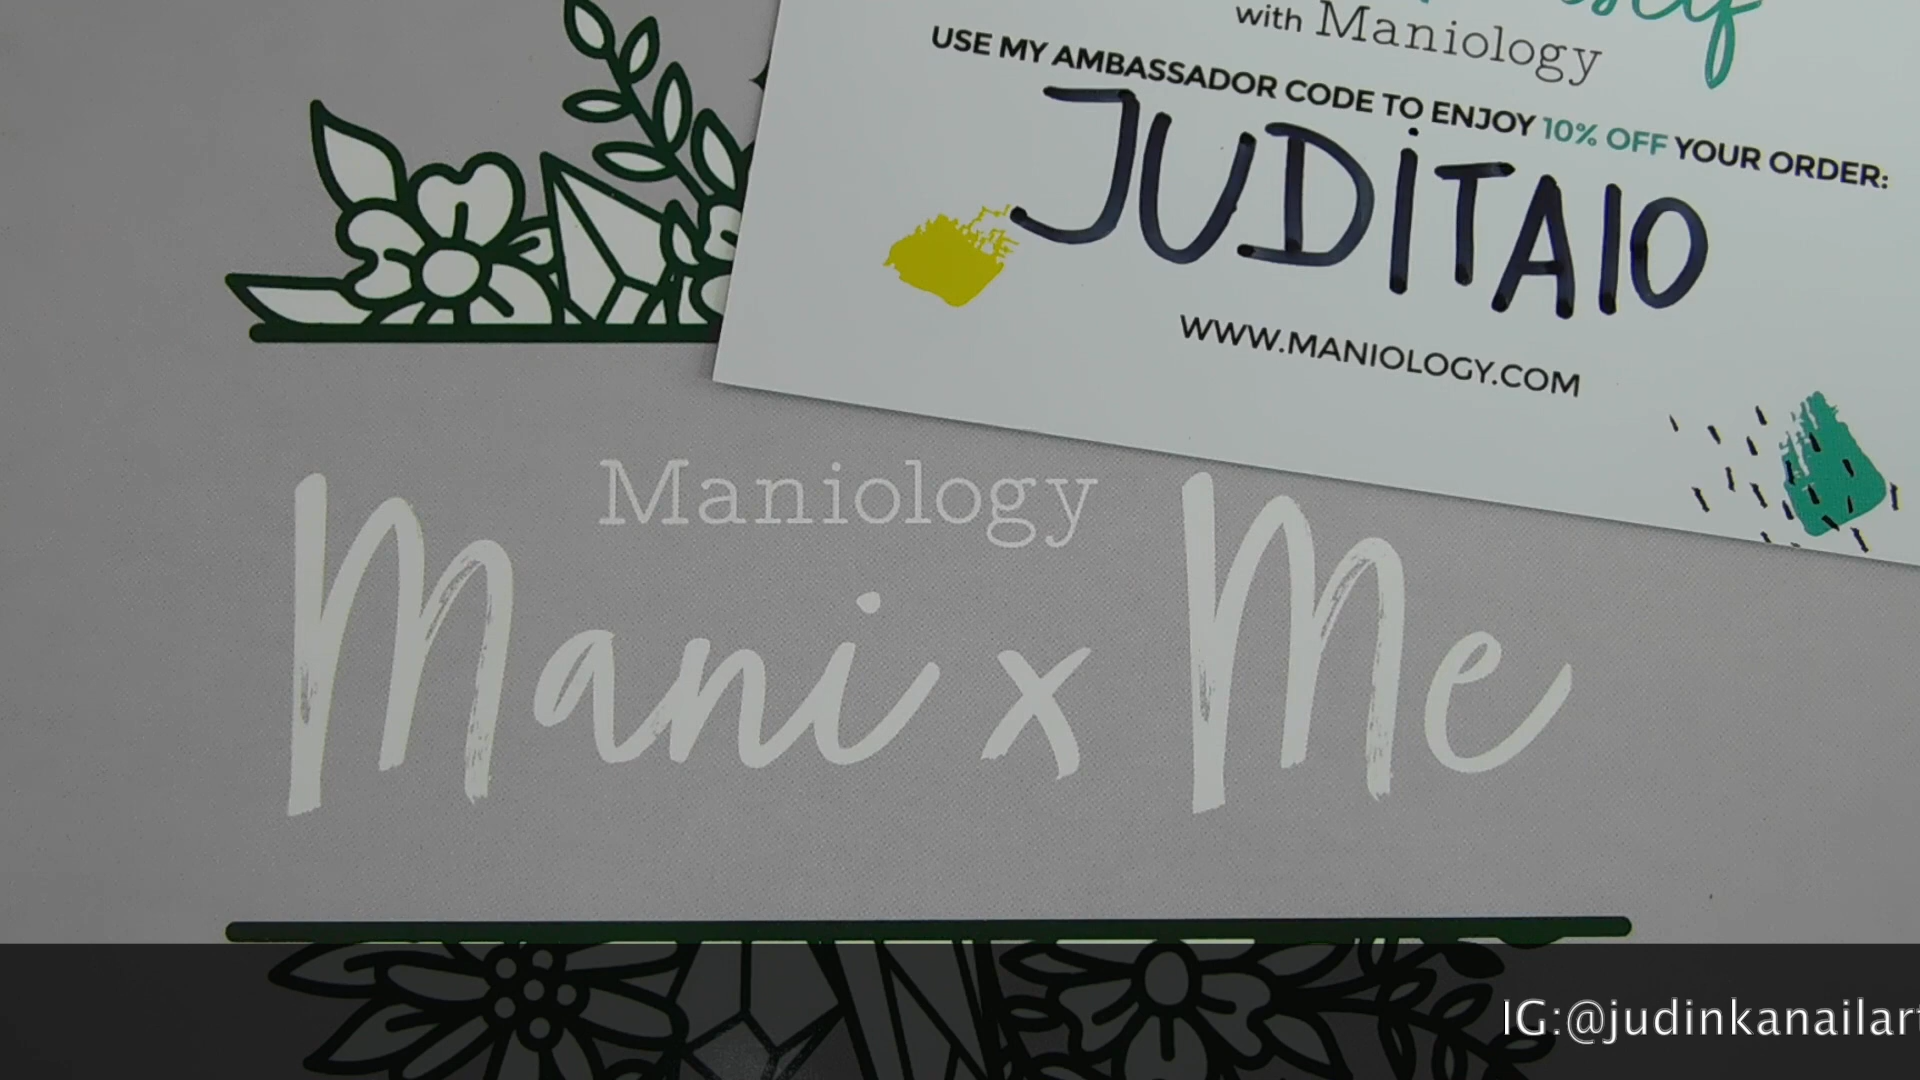 with Maniology
USE MY AMBASSADOR CODE TO ENJOY 10% OFF YOUR ORDER:
JUDITA10
WWW.MANIOLOGY.COM
Maniology
Mani x Me
IG:@judinkanailart